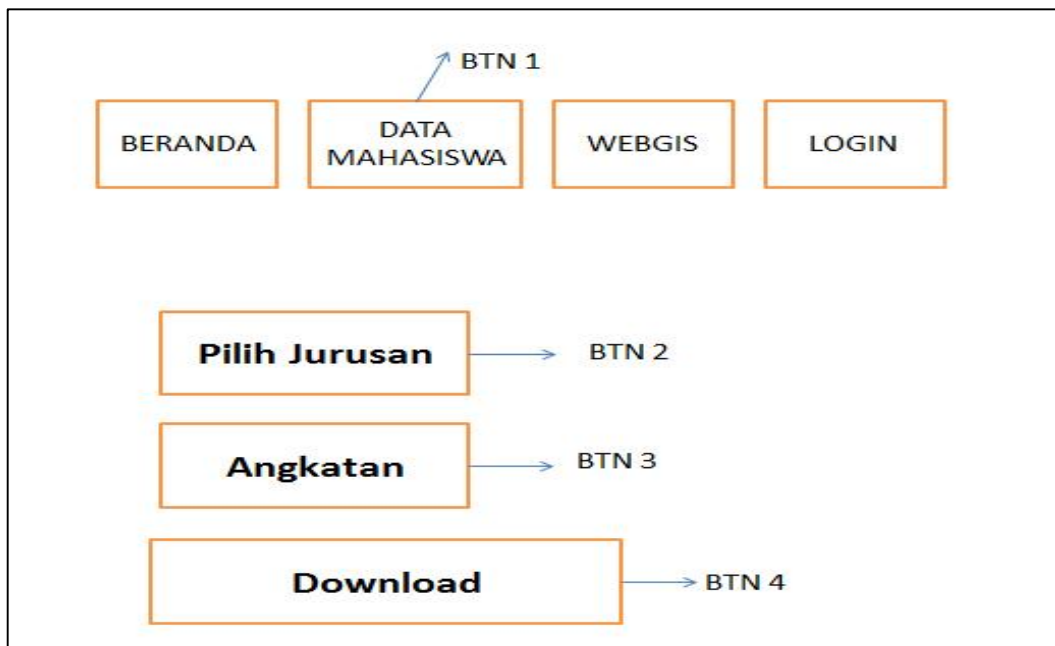 BTN 1
BERANDA
DATA
MAHASISWA
WEBGIS
LOGIN
Pilih Jurusan
BTN 2
Angkatan
BTN 3
Download
BTN 4